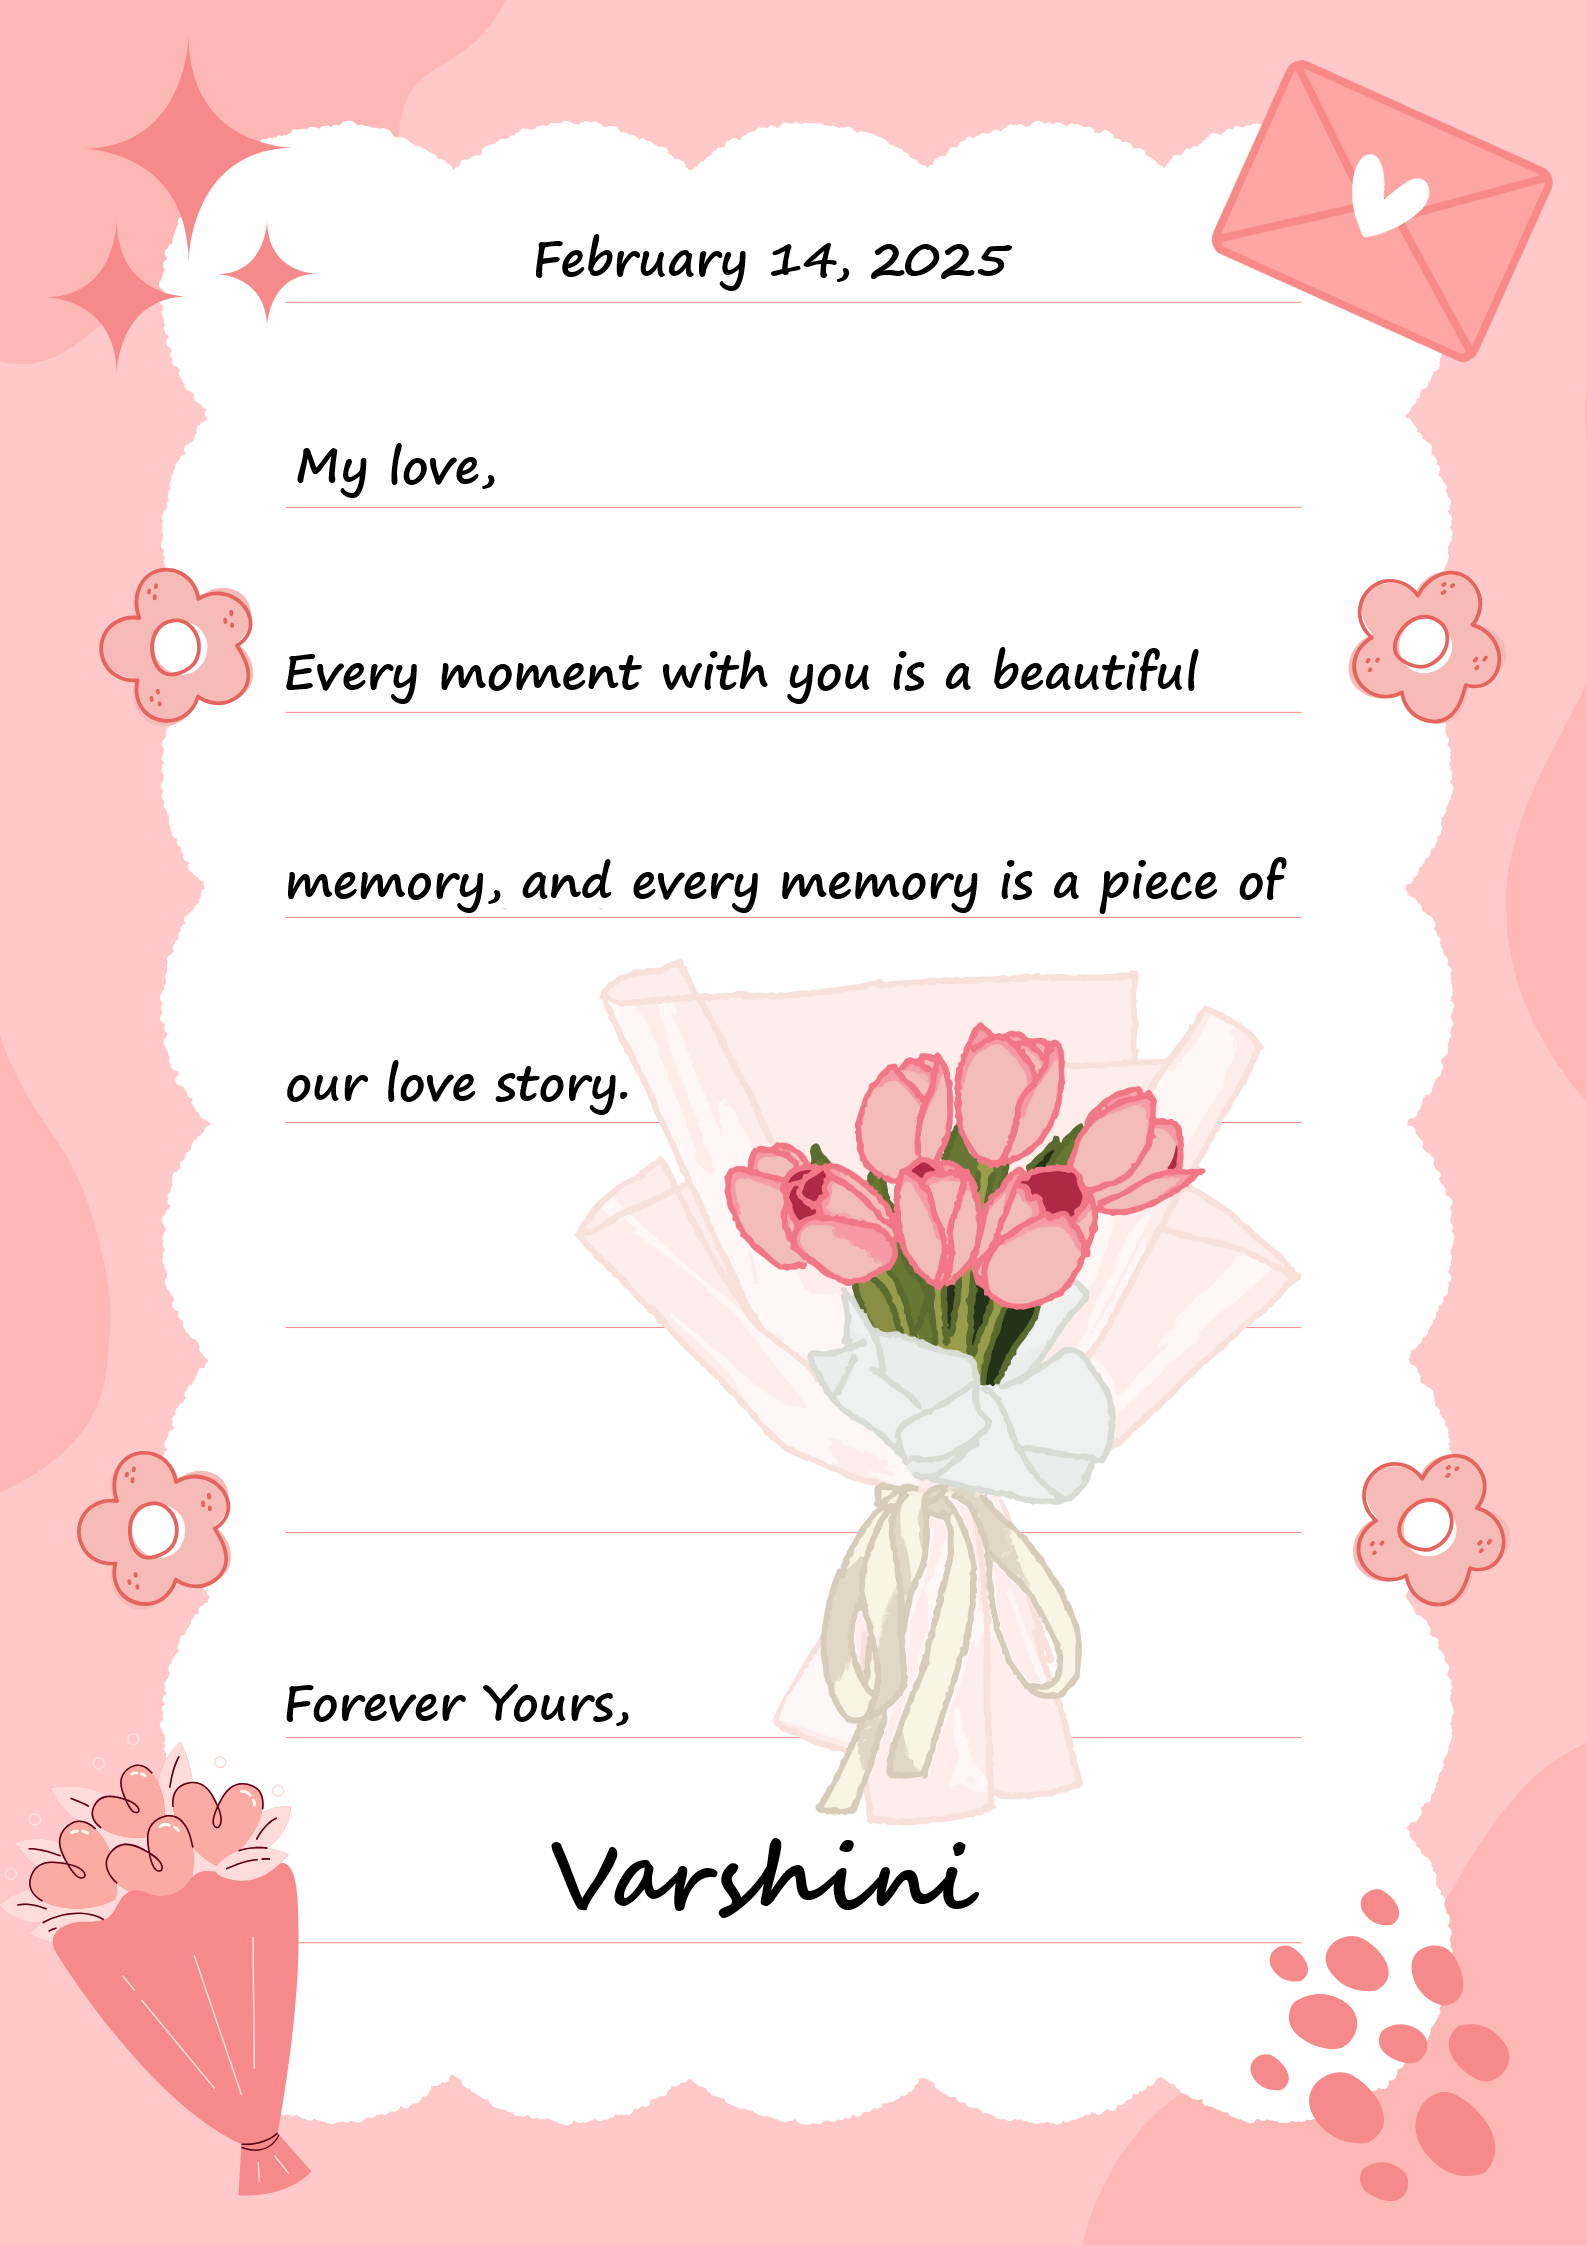 February 14, 2025
My love,
Every moment with you is a beautiful
memory, and every memory is a piece of
our love story.
Forever Yours,
Varshini